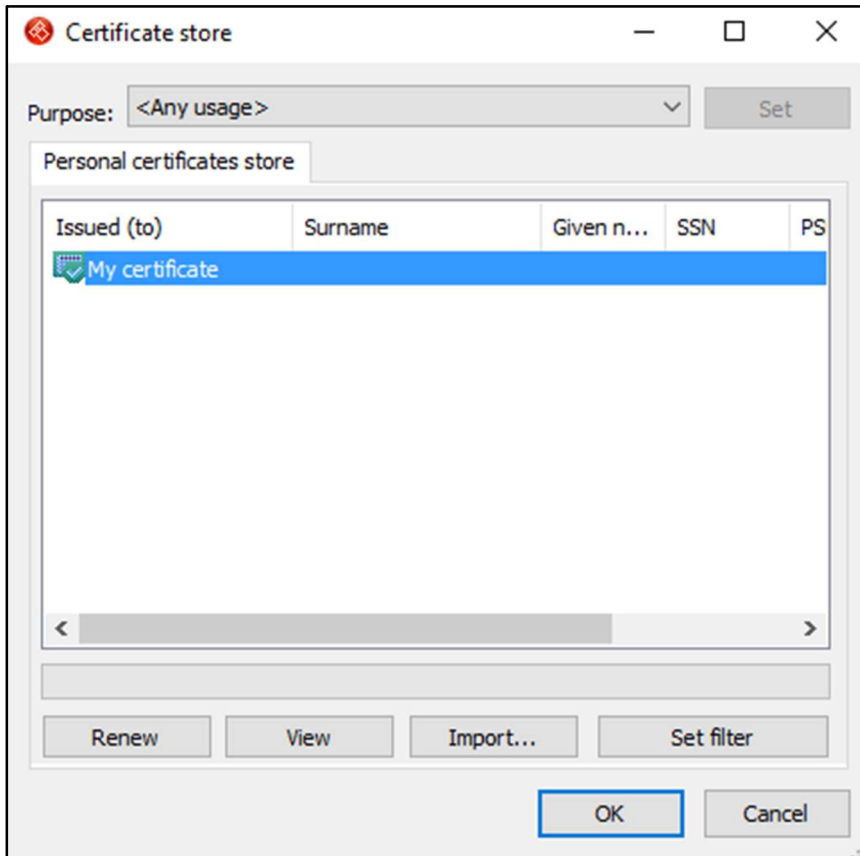 Certificate store
Purpose: <Any usage> Set
Personal certificates store
Issued (to) Surname Given n... SSN PS
My certificate
Renew View Import... Set filter
OK Cancel